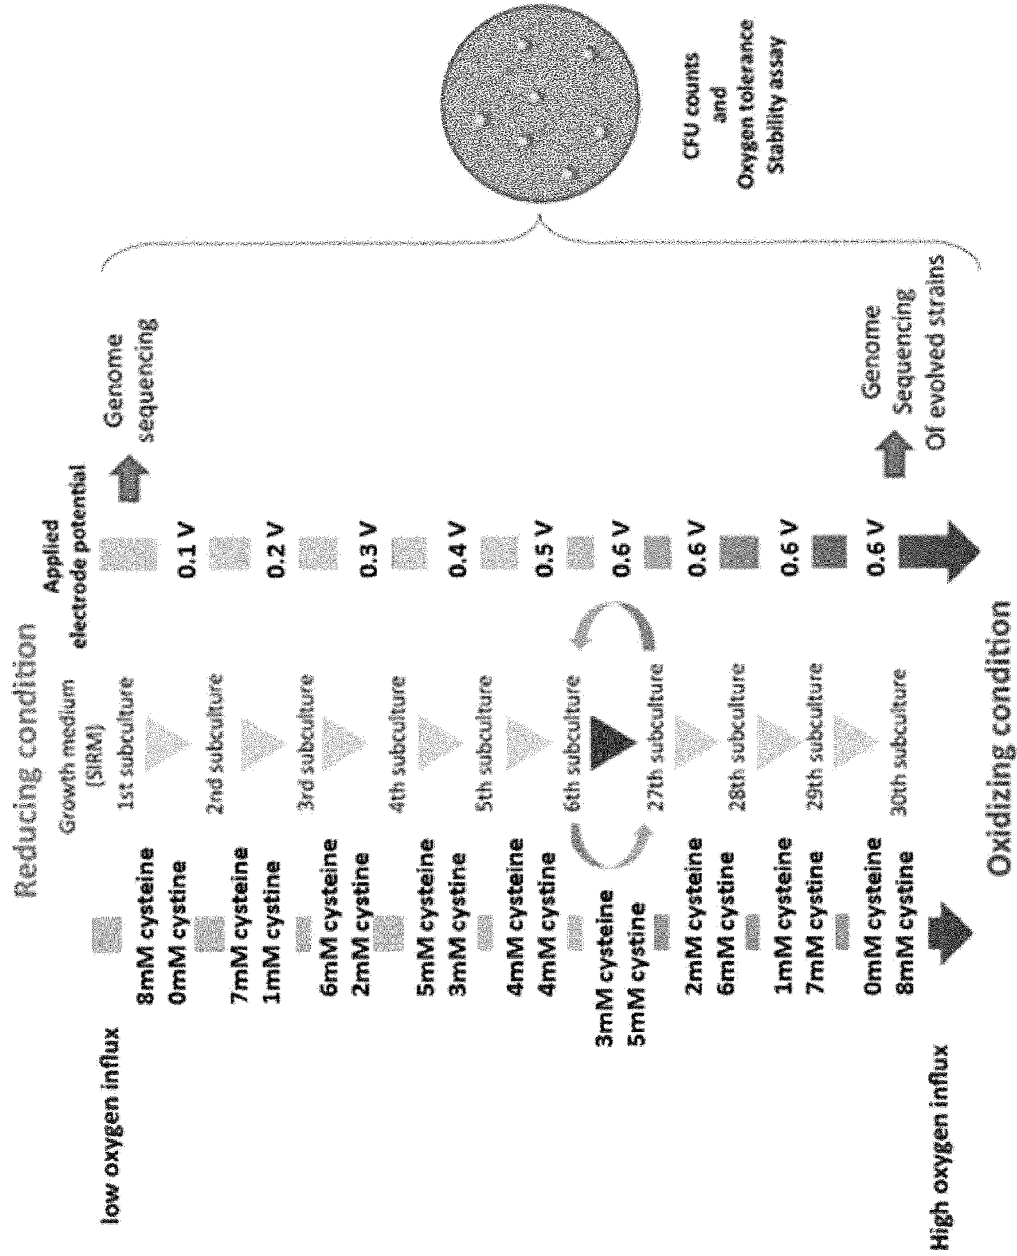 Reducing condition
low oxygen influx
Growth medium
(SIRM)
Applied
electrode potential
8mM cysteine
0mM cystine
1st subculture
0.1 V
Genome
sequencing
7mM cysteine
1mM cystine
2nd subculture
0.2 V
6mM cysteine
2mM cystine
3rd subculture
0.3 V
5mM cysteine
3mM cystine
4th subculture
0.4 V
4mM cysteine
4mM cystine
5th subculture
0.5 V
3mM cysteine
5mM cystine
6th subculture
0.6 V
2mM cysteine
6mM cystine
27th subculture
0.6 V
1mM cysteine
7mM cystine
28th subculture
0.6 V
29th subculture
0mM cysteine
8mM cystine
30th subculture
0.6 V
Genome
Sequencing
Of evolved strains
High oxygen influx
Oxidizing condition
CFU counts
and
Oxygen tolerance
Stability assay